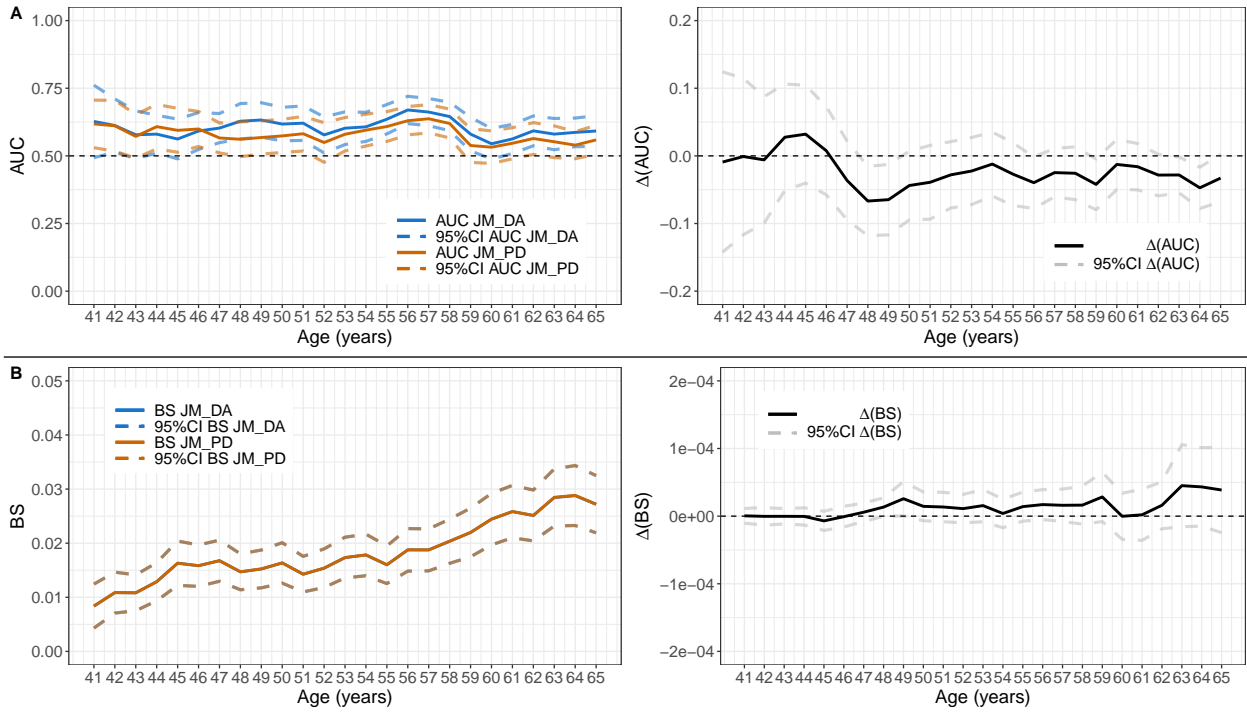 A
1.00
0.75
0.50
0.25
0.00
AUC
AUC JM_DA
95%CI AUC JM_DA
AUC JM_PD
95%CI AUC JM_PD
41 42 43 44 45 46 47 48 49 50 51 52 53 54 55 56 57 58 59 60 61 62 63 64 65
Age (years)
0.2
0.1
0.0
−0.1
−0.2
Δ(AUC)
Δ(AUC)
95%CI Δ(AUC)
41 42 43 44 45 46 47 48 49 50 51 52 53 54 55 56 57 58 59 60 61 62 63 64 65
Age (years)
B
0.05
0.04
0.03
0.02
0.01
0.00
BS
BS JM_DA
95%CI BS JM_DA
BS JM_PD
95%CI BS JM_PD
41 42 43 44 45 46 47 48 49 50 51 52 53 54 55 56 57 58 59 60 61 62 63 64 65
Age (years)
2e−04
1e−04
0e+00
−1e−04
−2e−04
Δ(BS)
Δ(BS)
95%CI Δ(BS)
41 42 43 44 45 46 47 48 49 50 51 52 53 54 55 56 57 58 59 60 61 62 63 64 65
Age (years)